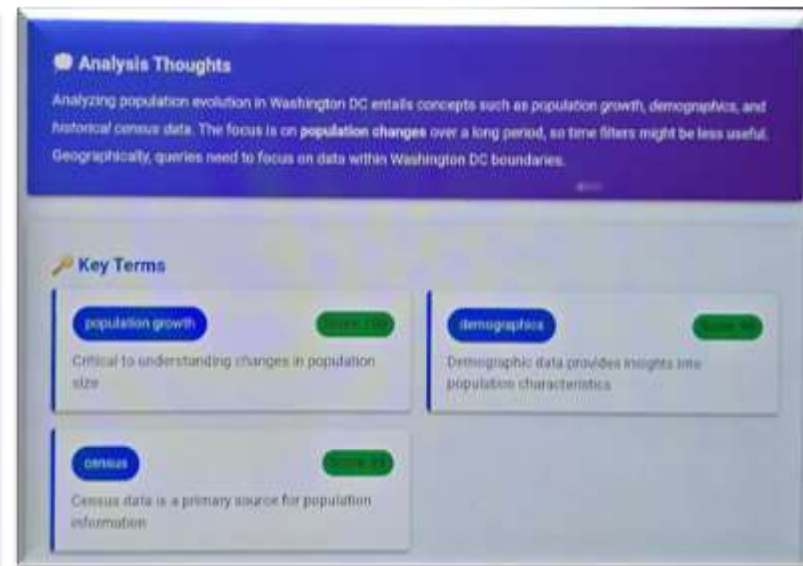 Analysis Thoughts
Analyzing population evolution in Washington DC entails concepts such as population growth, demographics, and
historical census data. The focus is on population changes over a long period, so time filters might be less useful.
Geographically, queries need to focus on data within Washington DC boundaries.
Key Terms
population growth
Critical to understanding changes in population
size
demographics
Demographic data provides insights into
population characteristics
census
Census data is a primary source for population
information